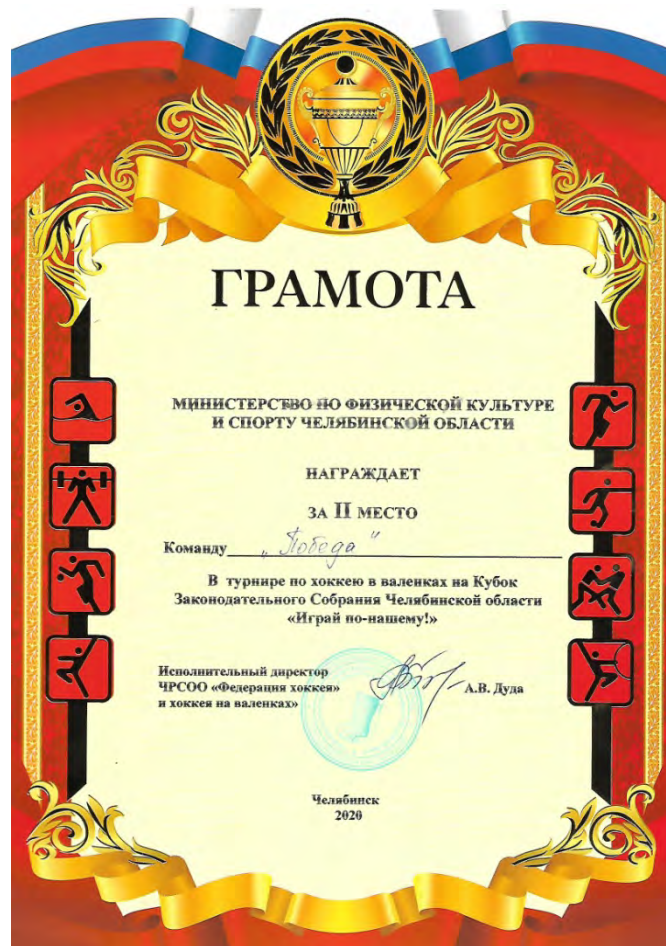 ГРАМОТА
МИНИСТЕРСТВО ПО ФИЗИЧЕСКОЙ КУЛЬТУРЕ
И СПОРТУ ЧЕЛЯБИНСКОЙ ОБЛАСТИ
НАГРАЖДАЕТ
ЗА II МЕСТО
Команду „Победа"
В турнире по хоккею в валенках на Кубок
Законодательного Собрания Челябинской области
«Играй по-нашему!»
Исполнительный директор
ЧРСОО «Федерация хоккея»
и хоккея на валенках»
А.В. Дуда
Челябинск
2020